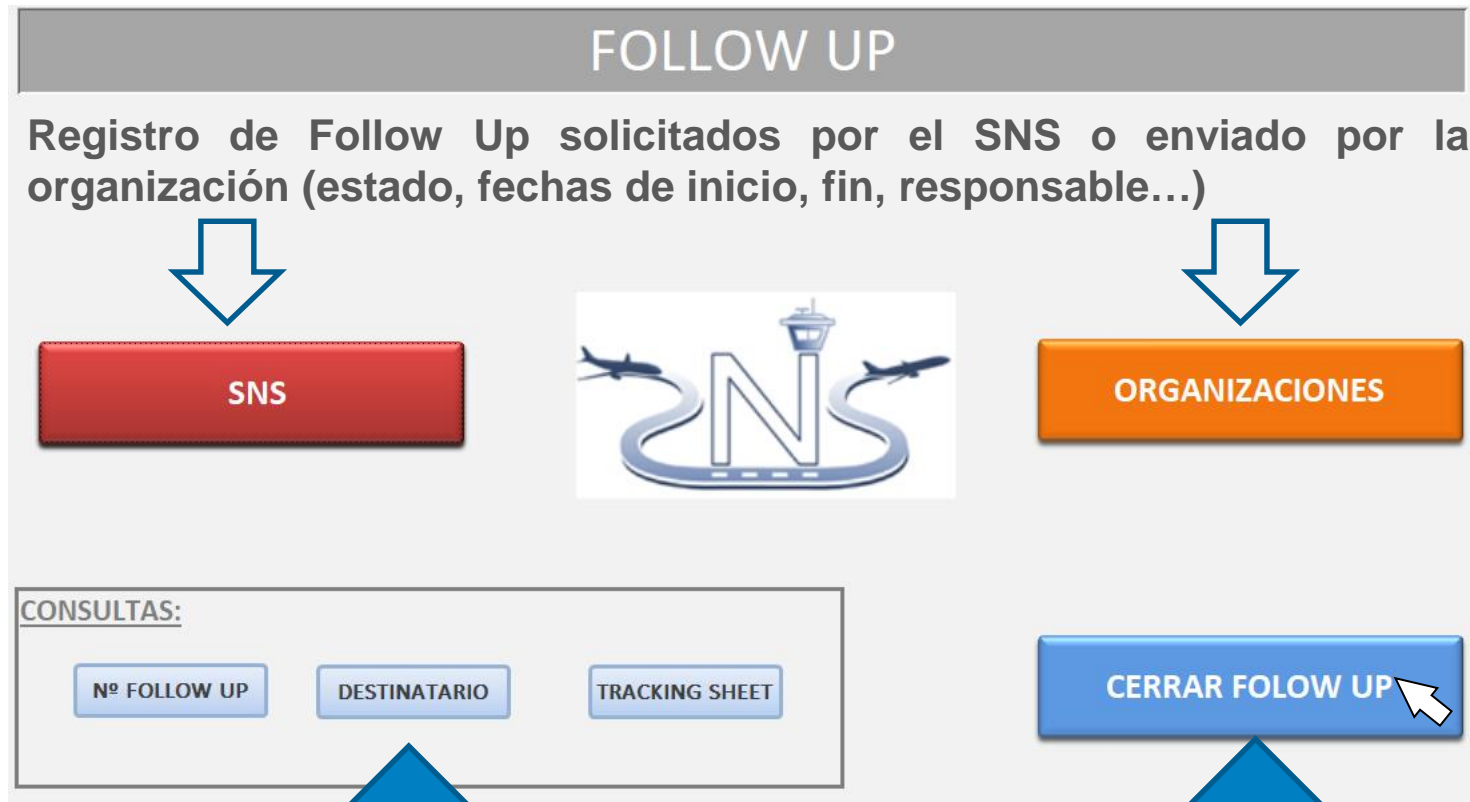 FOLLOW UP
Registro de Follow Up solicitados por el SNS o enviado por la
organización (estado, fechas de inicio, fin, responsable…)
SNS
N
ORGANIZACIONES
CONSULTAS:
Nº FOLLOW UP
DESTINATARIO
TRACKING SHEET
CERRAR FOLOW UP